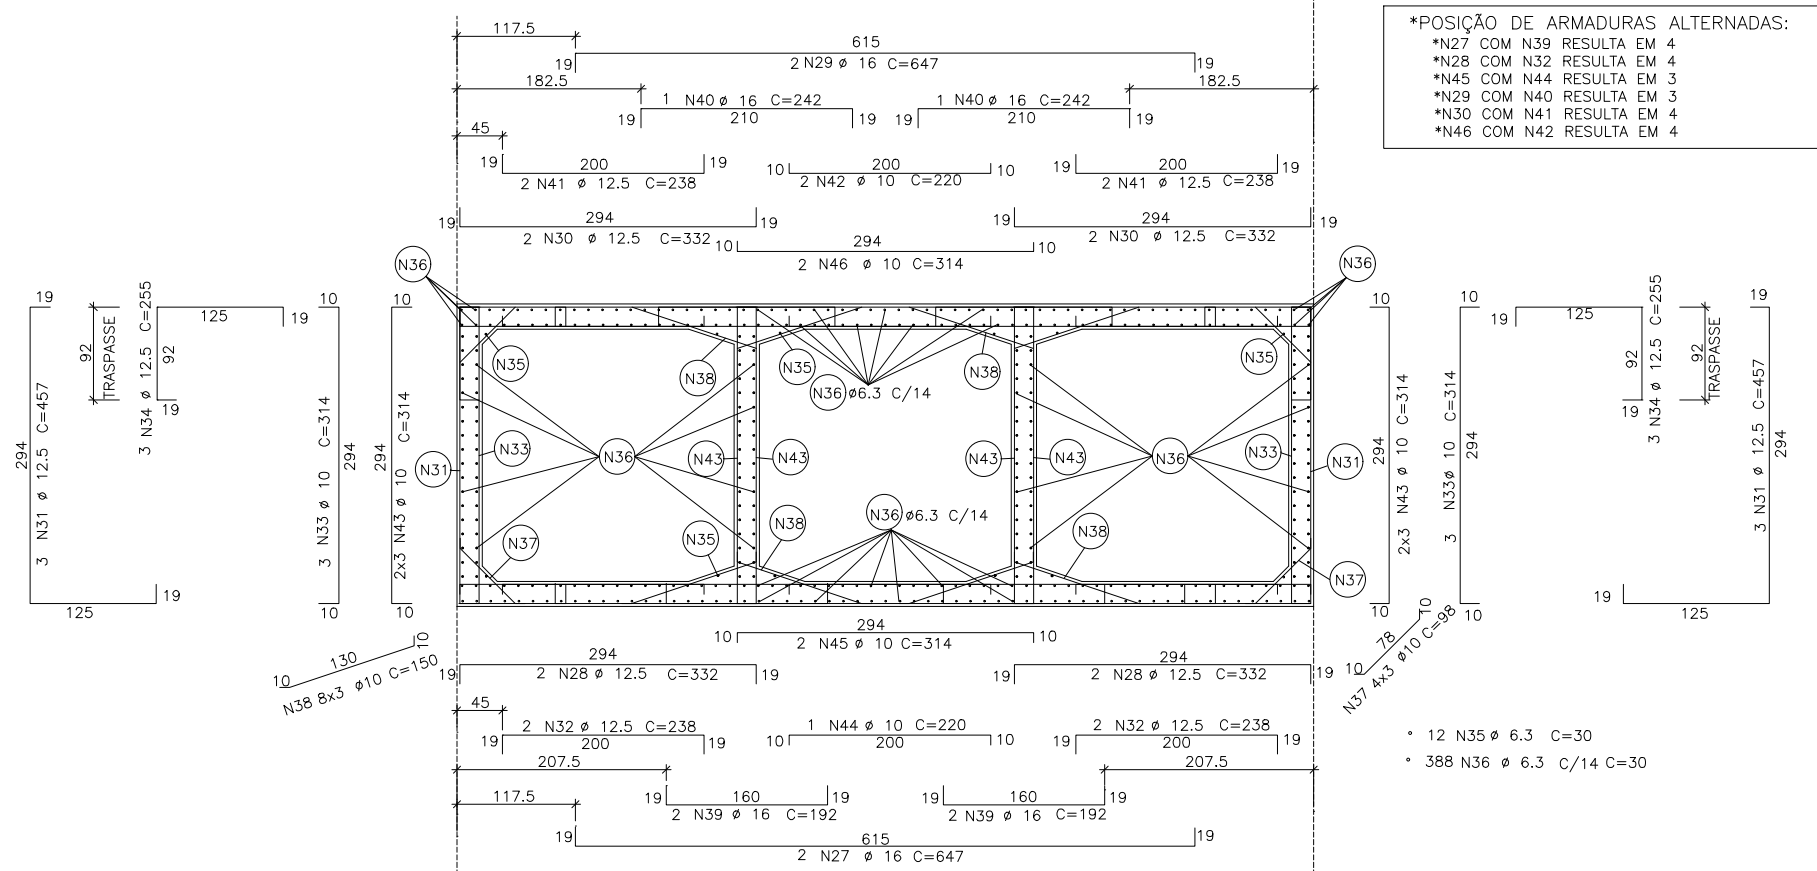 *POSIÇÃO DE ARMADURAS ALTERNADAS:
*N27 COM N39 RESULTA EM 4
*N28 COM N32 RESULTA EM 4
*N45 COM N44 RESULTA EM 3
*N29 COM N40 RESULTA EM 3
*N30 COM N41 RESULTA EM 4
*N46 COM N42 RESULTA EM 4
117.5
615
19 19
2 N29 ø 16 C=647
182.5 182.5
1 N40 ø 16 C=242 1 N40 ø 16 C=242
19 210 19 19 210 19
45
19 200 19 10 200 10 19 200 19
2 N41 ø 12.5 C=238 2 N42 ø 10 C=220 2 N41 ø 12.5 C=238
19 294 19 19 294 19
2 N30 ø 12.5 C=332 2 N30 ø 12.5 C=332
10 294 10
2 N46 ø 10 C=314
N36 N36
19
294
3 N31 ø 12.5 C=457
125
19
92
TRASPASSE
3 N34 ø 12.5 C=255
92
125
19
19
10
3 N33 ø 10 C=314
294
10
10
294
2x3 N43 ø 10 C=314
10
N35 N38 N35 N38 N35
N36 ø6.3 C/14
N31 N33 N36 N43 N43 N43 N43 N36 N33 N31
N36 ø6.3 C/14
N37 N35 N38 N38 N37
10
294
2x3 N43 ø 10 C=314
10
10
3 N33ø 10 C=314
294
10
125
19
92
19
3 N34 ø 12.5 C=255
92
TRASPASSE
19
3 N31 ø 12.5 C=457
294
19
125
10 130 10
N38 8x3 ø10 C=150
10 78 10
N37 4x3 ø10 C=98
10 294 10
2 N45 ø 10 C=314
19 294 19 19 294 19
2 N28 ø 12.5 C=332 2 N28 ø 12.5 C=332
45
2 N32 ø 12.5 C=238 1 N44 ø 10 C=220 2 N32 ø 12.5 C=238
19 200 19 10 200 10 19 200 19
207.5 207.5
19 160 19 19 160 19
2 N39 ø 16 C=192 2 N39 ø 16 C=192
117.5
19 615 19
2 N27 ø 16 C=647
° 12 N35 ø 6.3 C=30
° 388 N36 ø 6.3 C/14 C=30